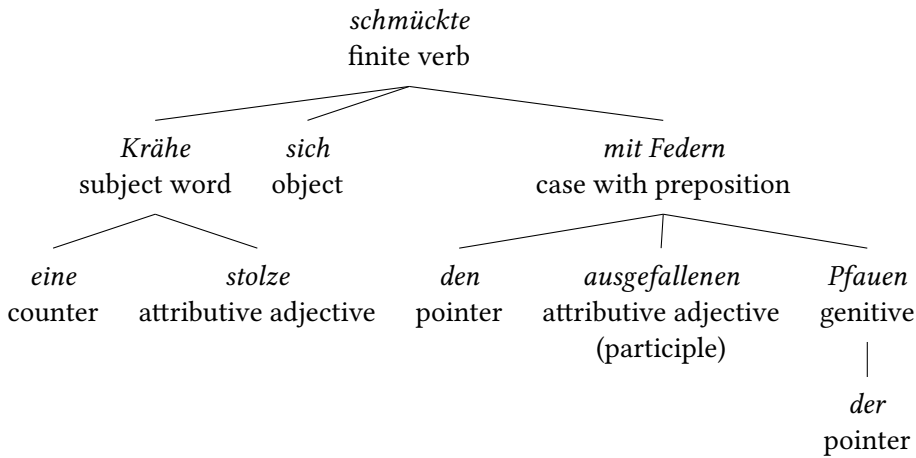 schmückte
finite verb
Krähe sich mit Federn
subject word object case with preposition
eine stolze den ausgefallenen Pfauen
counter attributive adjective pointer attributive adjective genitive
(participle)
der
pointer